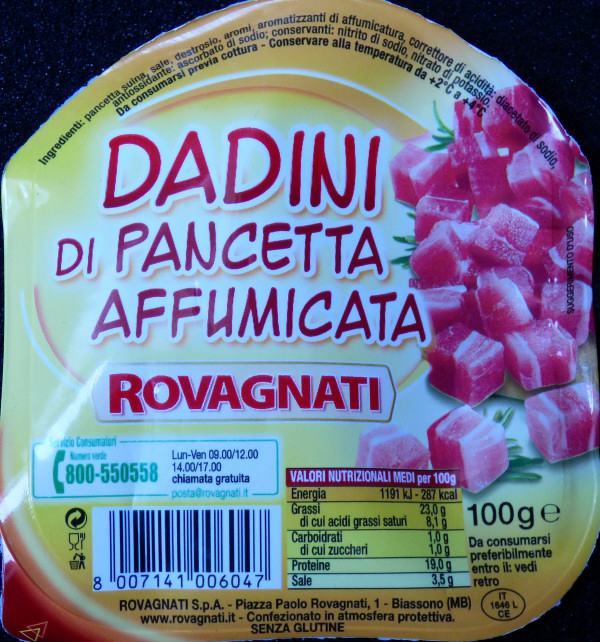 Ingredienti: pancetta suina, sale, destrosio, aromi, aromatizzanti di affumicatura, correttore di acidità: diacetato di sodio,
antiossidante: ascorbato di sodio; conservanti: nitrito di sodio, nitrato di potassio.
Da consumarsi previa cottura - Conservare alla temperatura da +2°C a +4°C
DADINI
DI PANCETTA
AFFUMICATA
ROVAGNATI
SUGGERIMENTO D'USO
Servizio Consumatori
Numero verde
800-550558
Lun-Ven 09.00/12.00
14.00/17.00
chiamata gratuita
posta@rovagnati.it
VALORI NUTRIZIONALI MEDI per 100g
Energia 1191 kJ - 287 kcal
Grassi 23,0 g
di cui acidi grassi saturi 8,1 g
Carboidrati 1,0 g
di cui zuccheri 1,0 g
Proteine 19,0 g
Sale 3,5 g
100g e
Da consumarsi
preferibilmente
entro il: vedi
retro
8 007141 006047
IT
1646 L
CE
ROVAGNATI S.p.A. - Piazza Paolo Rovagnati, 1 - Biassono (MB)
www.rovagnati.it - Confezionato in atmosfera protettiva.
SENZA GLUTINE